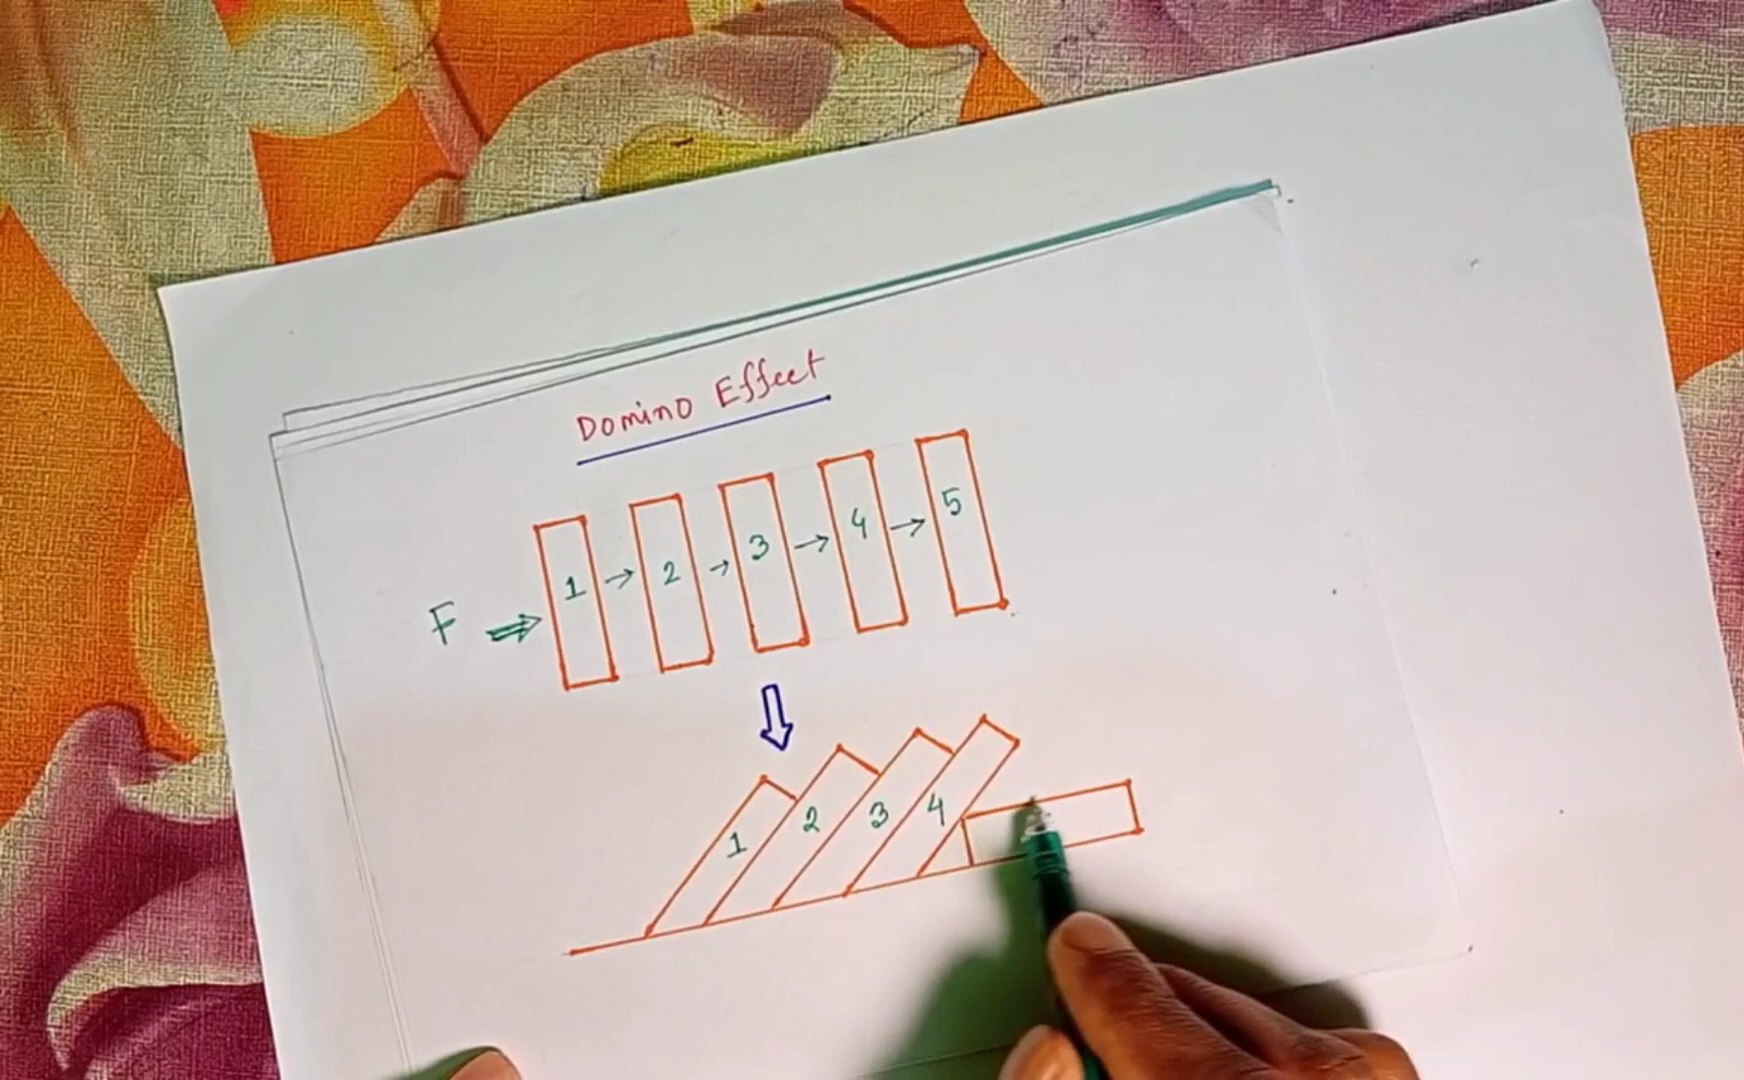 Domino Effect
F ⇒ 1 → 2 → 3 → 4 → 5
⇓
1 2 3 4